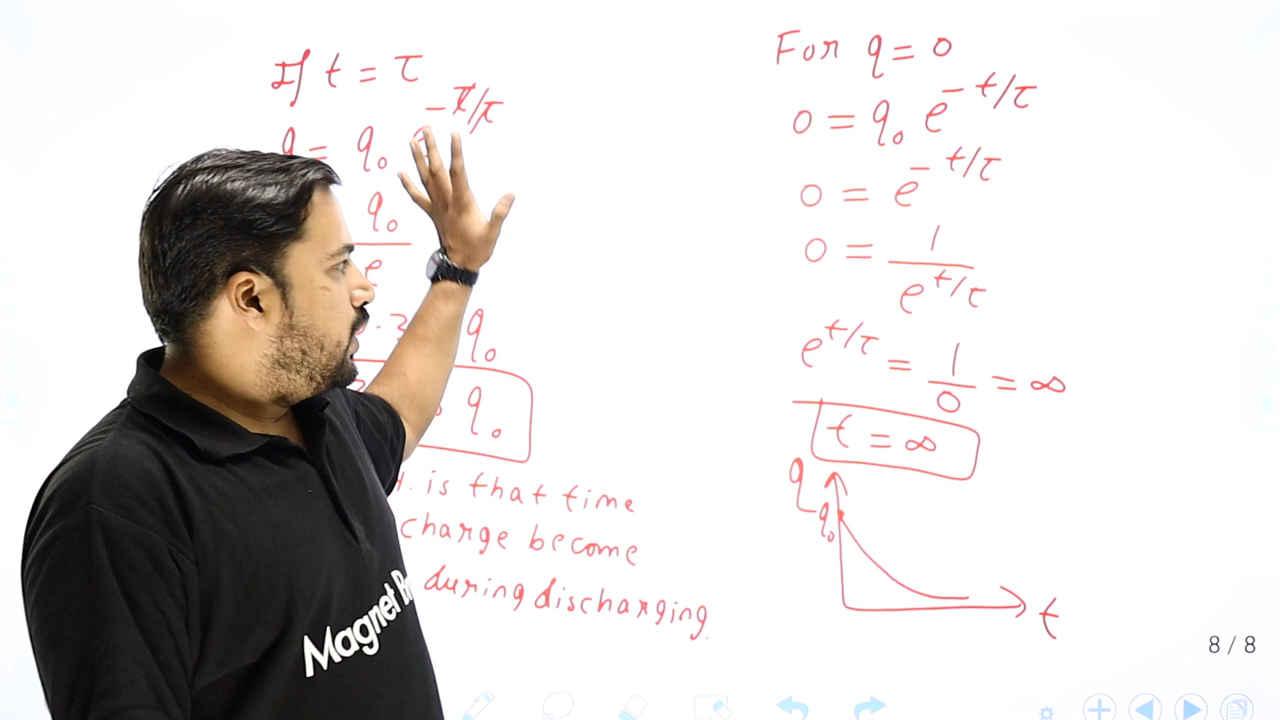 If t = τ
q = q₀ e^-τ/τ
q₀
e
q₀
q₀
is that time
charge become
during discharging.
For q = 0
0 = q₀ e^-t/τ
0 = e^-t/τ
0 = 1/e^t/τ
e^t/τ = 1/0 = ∞
t = ∞
q
q₀
t
Magnet
8 / 8